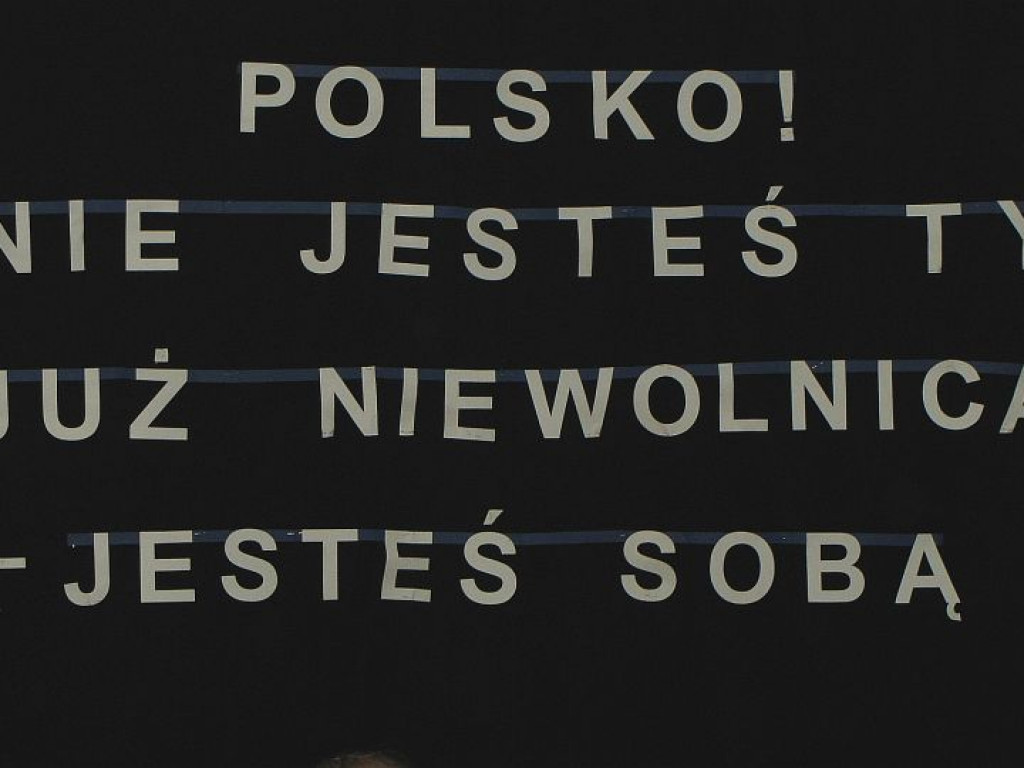 POLSKO!
NIE JESTEŚ TY
JUŻ NIEWOLNICA
- JESTEŚ SOBĄ